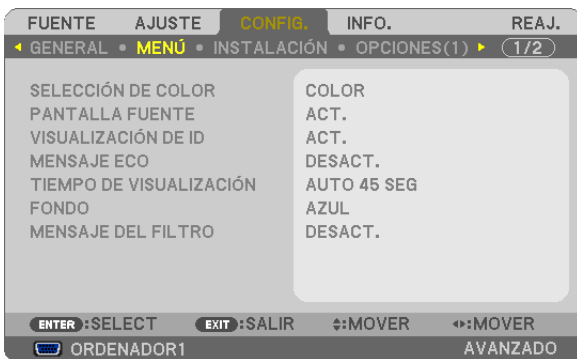 FUENTE AJUSTE CONFIG. INFO. REAJ.
GENERAL • MENÚ • INSTALACIÓN • OPCIONES(1) 1/2
SELECCIÓN DE COLOR COLOR
PANTALLA FUENTE ACT.
VISUALIZACIÓN DE ID ACT.
MENSAJE ECO DESACT.
TIEMPO DE VISUALIZACIÓN AUTO 45 SEG
FONDO AZUL
MENSAJE DEL FILTRO DESACT.
ENTER :SELECT EXIT :SALIR :MOVER :MOVER
ORDENADOR1 AVANZADO